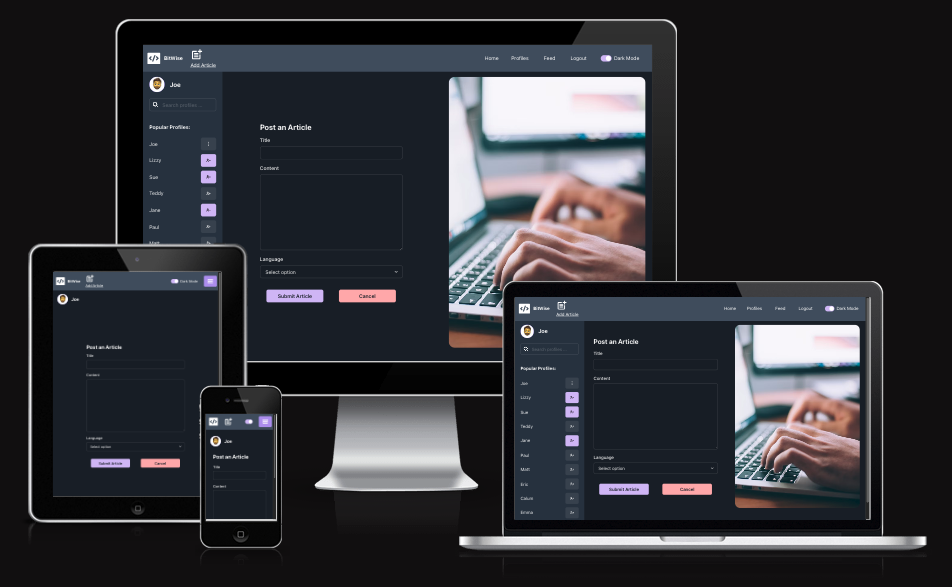 BitWise
Add Article
Home Profiles Feed Logout Dark Mode
Joe
Search profiles ...
Popular Profiles:
Joe
Lizzy
Sue
Teddy
Jane
Paul
Matt
Post an Article
Title
Content
Language
Select option
Submit Article Cancel
BitWise
Add Article
Dark Mode
Joe
Post an Article
Title
Content
Language
Select option
Submit Article Cancel
Joe
Post an Article
Title
Content
BitWise
Add Article
Home Profiles Feed Logout Dark Mode
Joe
Search profiles ...
Popular Profiles:
Joe
Lizzy
Sue
Teddy
Jane
Paul
Matt
Eris
Calum
Emma
Post an Article
Title
Content
Language
Select option
Submit Article Cancel